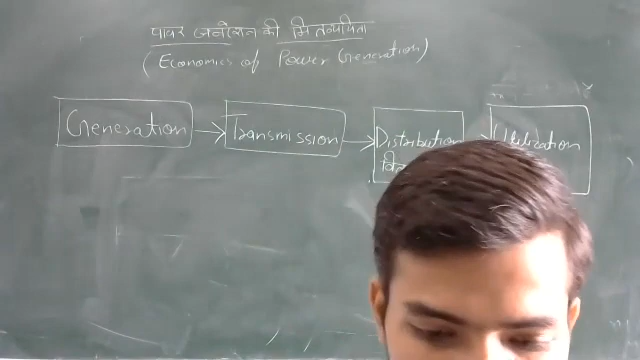 पावर जनरेशन की मितव्ययिता
(Economics of Power Generation)
Generation
Transmission
Distribution
Utilization